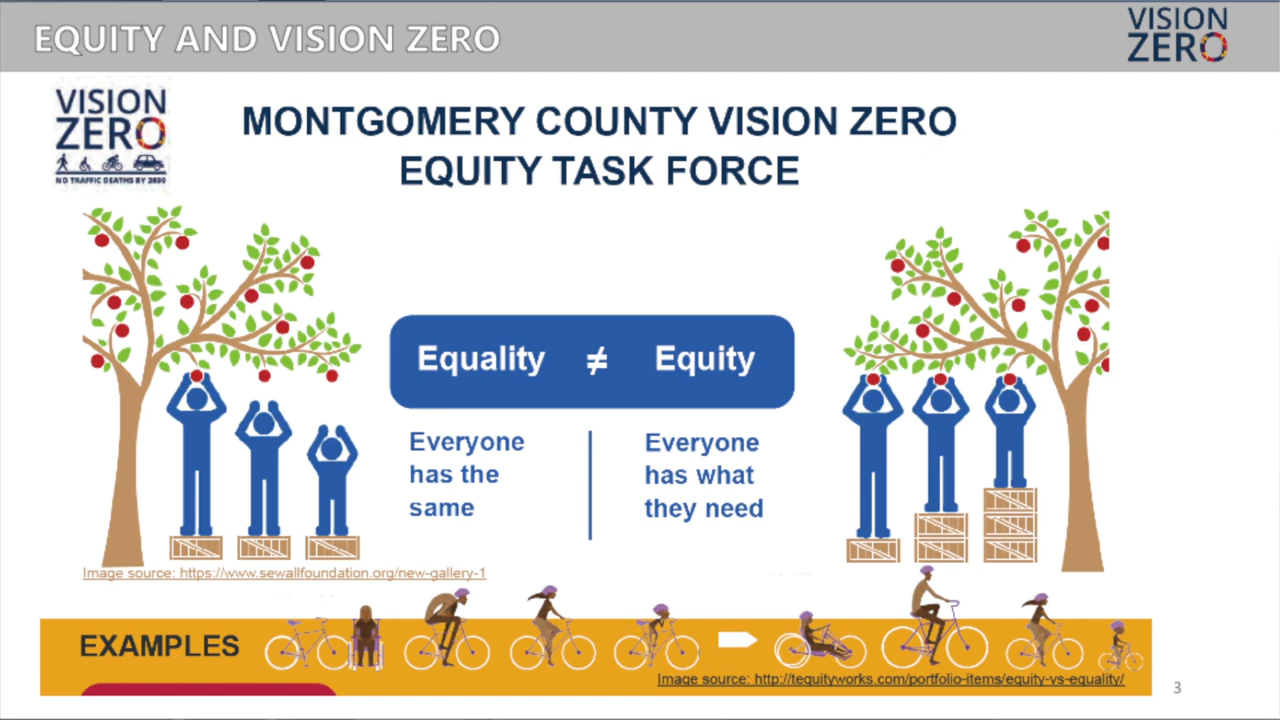 EQUITY AND VISION ZERO
VISION
ZERO
VISION
ZERO
NO TRAFFIC DEATHS BY 2030
MONTGOMERY COUNTY VISION ZERO
EQUITY TASK FORCE
Equality ≠ Equity
Everyone
has the
same
Everyone
has what
they need
Image source: https://www.sewallfoundation.org/new-gallery-1
EXAMPLES
Image source: http://tequityworks.com/portfolio-items/equity-vs-equality/
3